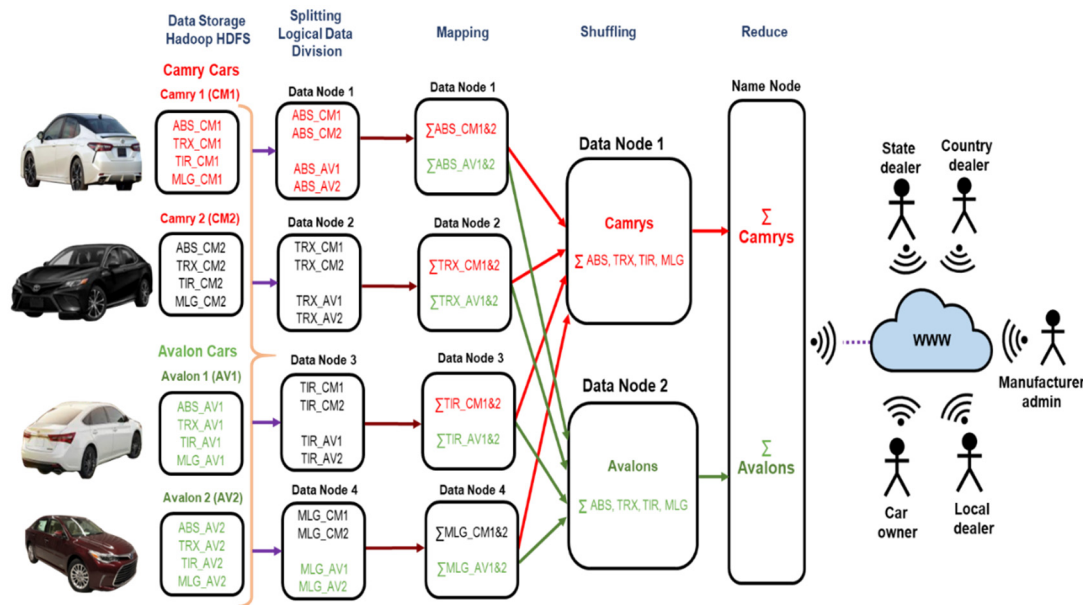 Data Storage
Hadoop HDFS
Splitting
Logical Data
Division
Mapping
Shuffling
Reduce
Camry Cars
Camry 1 (CM1)
ABS_CM1
TRX_CM1
TIR_CM1
MLG_CM1
Camry 2 (CM2)
ABS_CM2
TRX_CM2
TIR_CM2
MLG_CM2
Avalon Cars
Avalon 1 (AV1)
ABS_AV1
TRX_AV1
TIR_AV1
MLG_AV1
Avalon 2 (AV2)
ABS_AV2
TRX_AV2
TIR_AV2
MLG_AV2
Data Node 1
ABS_CM1
ABS_CM2
ABS_AV1
ABS_AV2
Data Node 2
TRX_CM1
TRX_CM2
TRX_AV1
TRX_AV2
Data Node 3
TIR_CM1
TIR_CM2
TIR_AV1
TIR_AV2
Data Node 4
MLG_CM1
MLG_CM2
MLG_AV1
MLG_AV2
Data Node 1
∑ABS_CM1&2
∑ABS_AV1&2
Data Node 2
∑TRX_CM1&2
∑TRX_AV1&2
Data Node 3
∑TIR_CM1&2
∑TIR_AV1&2
Data Node 4
∑MLG_CM1&2
∑MLG_AV1&2
Data Node 1
Camrys
∑ ABS, TRX, TIR, MLG
Data Node 2
Avalons
∑ ABS, TRX, TIR, MLG
Name Node
∑
Camrys
∑
Avalons
State
dealer
Country
dealer
WWW
Manufacturer
admin
Car
owner
Local
dealer